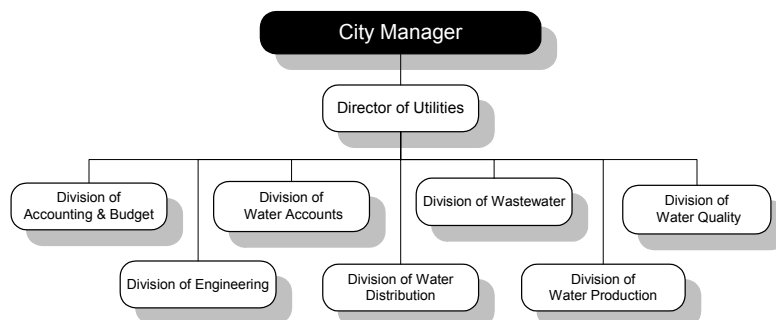 City Manager
Director of Utilities
Division of
Accounting & Budget
Division of
Water Accounts
Division of Wastewater
Division of
Water Quality
Division of Engineering
Division of Water
Distribution
Division of
Water Production